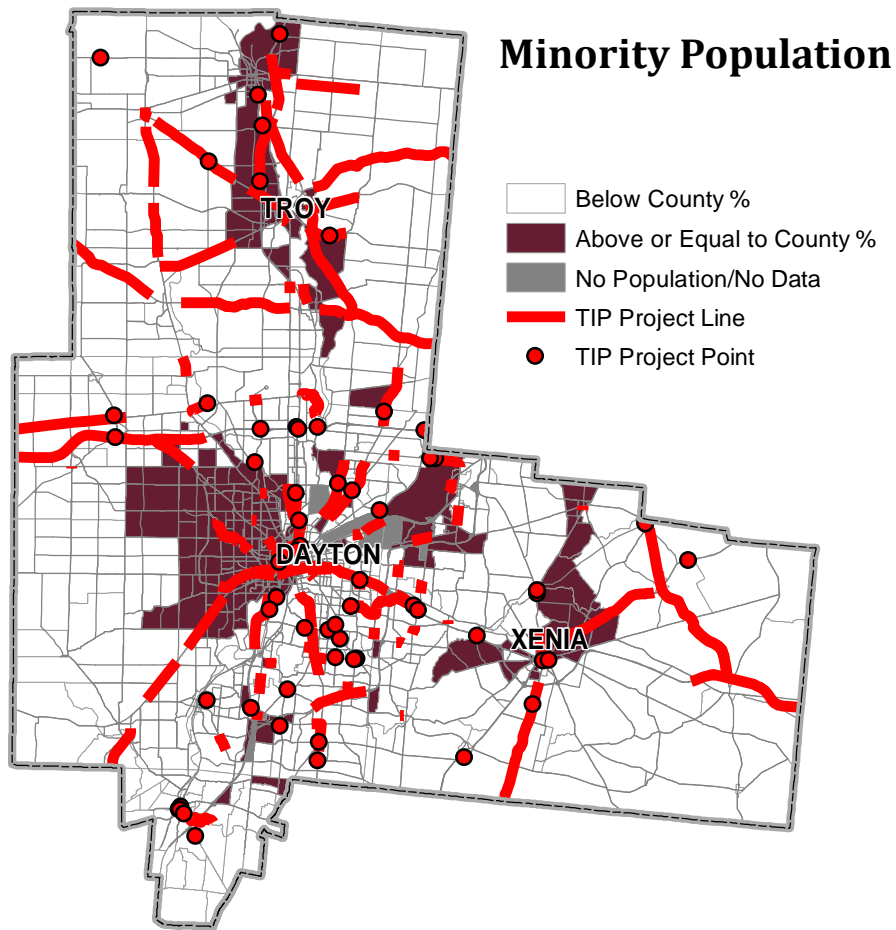 Minority Population
Below County %
Above or Equal to County %
No Population/No Data
TIP Project Line
TIP Project Point
TROY
DAYTON
XENIA